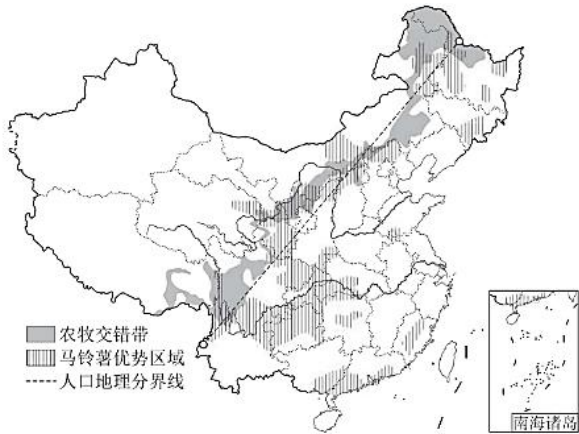 农牧交错带
马铃薯优势区域
人口地理分界线
南海诸岛